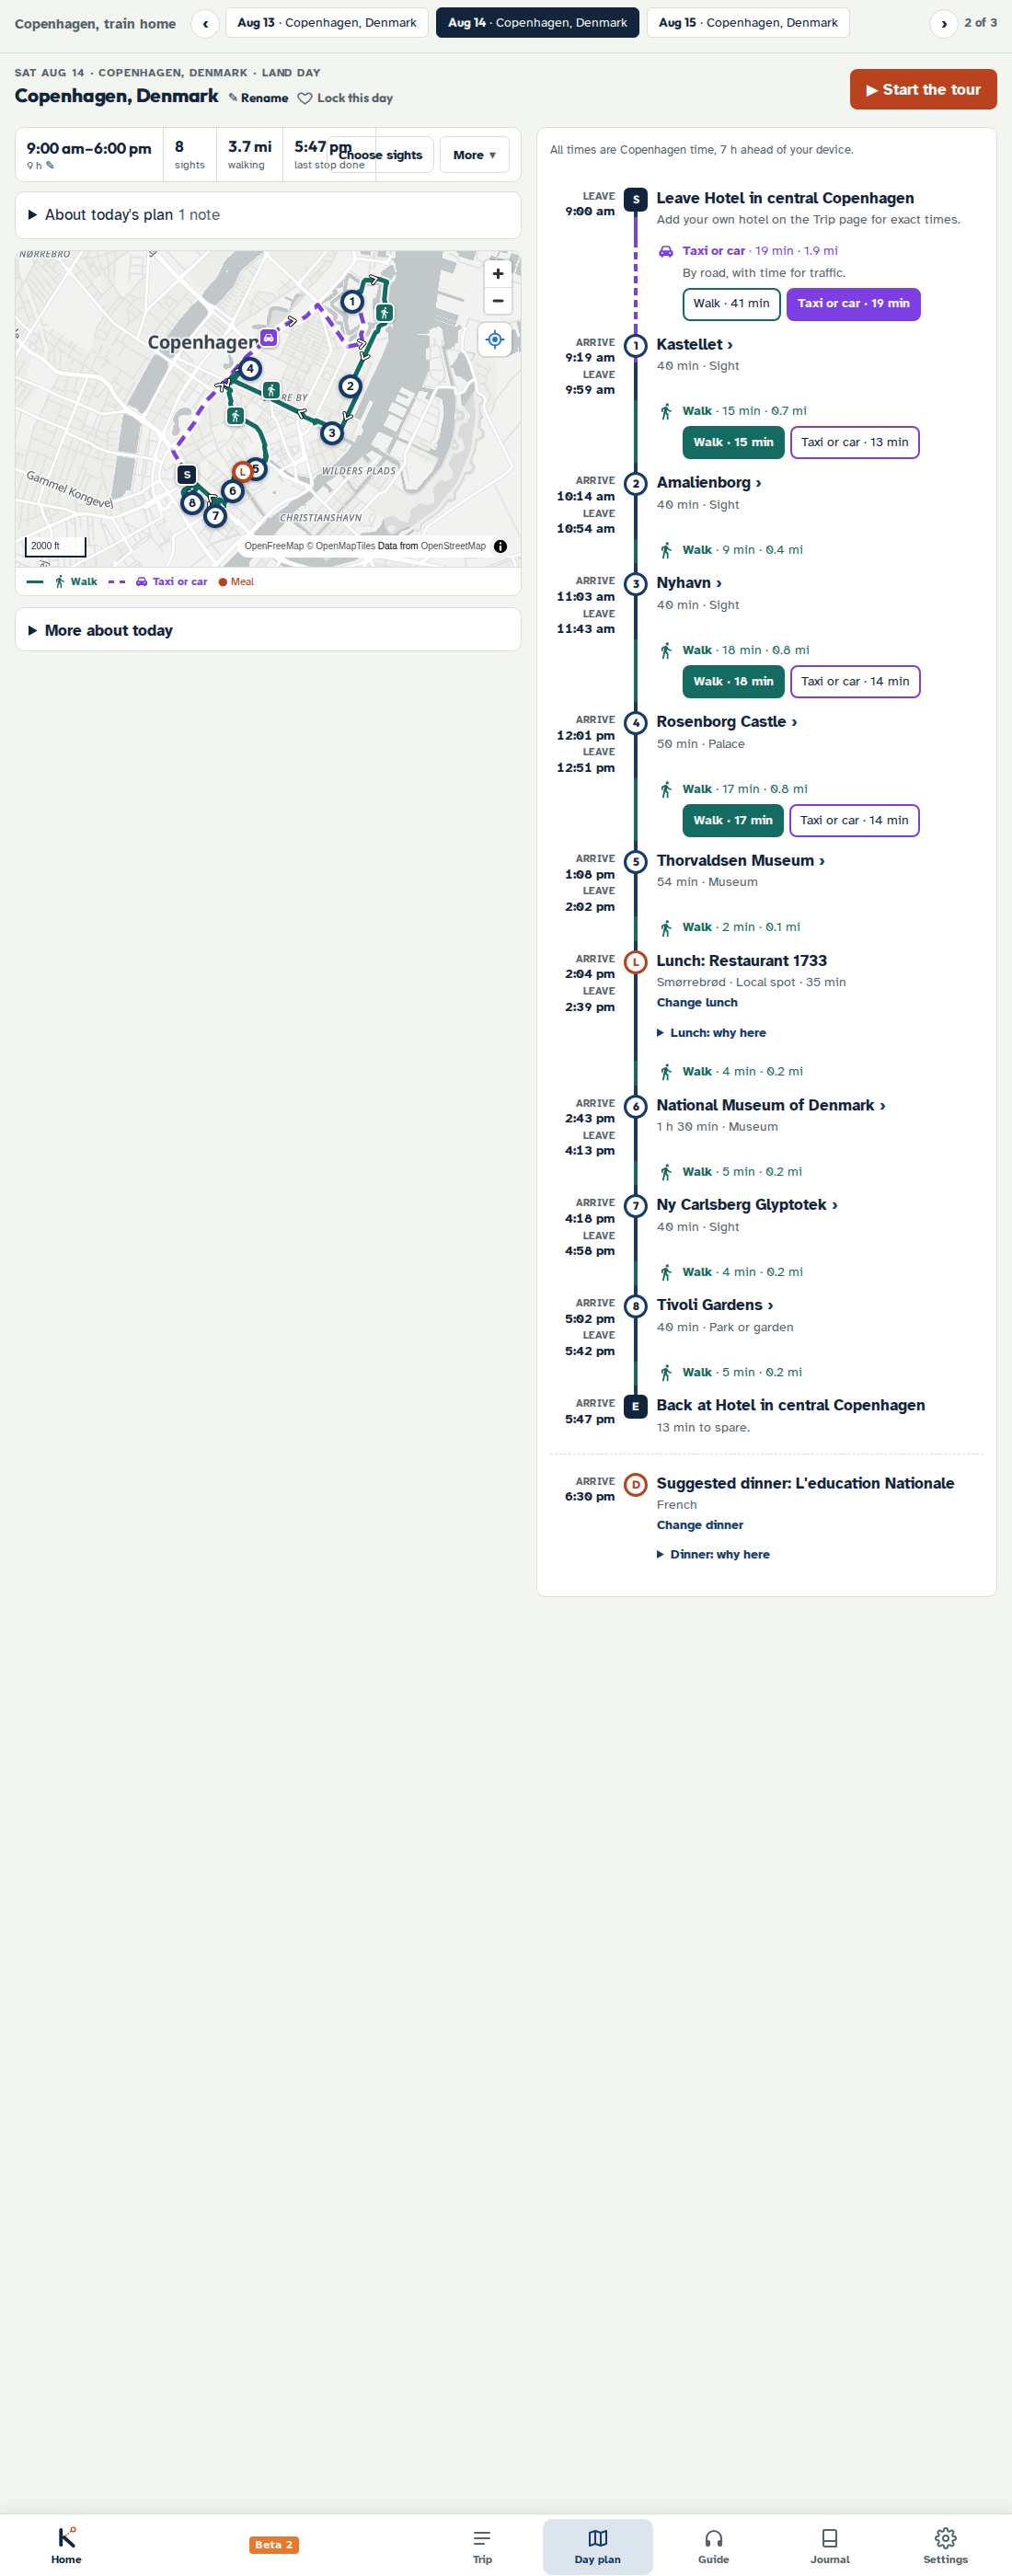 Copenhagen, train home
‹
Aug 13 · Copenhagen, Denmark
Aug 14 · Copenhagen, Denmark
Aug 15 · Copenhagen, Denmark
›
2 of 3
SAT AUG 14 · COPENHAGEN, DENMARK · LAND DAY
Copenhagen, Denmark ✎ Rename Lock this day
▶ Start the tour
9:00 am–6:00 pm
9 h ✎
8
sights
3.7 mi
walking
5:47 pm
last stop done
Choose sights
More ▾
▶ About today's plan 1 note
NØRREBRO
Copenhagen
RE BY
WILDERS PLADS
Gammel Kongevej
CHRISTIANSHAVN
1
2
3
4
5
L
6
7
8
S
+
−
2000 ft
OpenFreeMap © OpenMapTiles Data from OpenStreetMap
Walk
Taxi or car
Meal
▶ More about today
All times are Copenhagen time, 7 h ahead of your device.
LEAVE
9:00 am
S
Leave Hotel in central Copenhagen
Add your own hotel on the Trip page for exact times.
Taxi or car · 19 min · 1.9 mi
By road, with time for traffic.
Walk · 41 min
Taxi or car · 19 min
ARRIVE
9:19 am
LEAVE
9:59 am
1
Kastellet ›
40 min · Sight
Walk · 15 min · 0.7 mi
Walk · 15 min
Taxi or car · 13 min
ARRIVE
10:14 am
LEAVE
10:54 am
2
Amalienborg ›
40 min · Sight
Walk · 9 min · 0.4 mi
ARRIVE
11:03 am
LEAVE
11:43 am
3
Nyhavn ›
40 min · Sight
Walk · 18 min · 0.8 mi
Walk · 18 min
Taxi or car · 14 min
ARRIVE
12:01 pm
LEAVE
12:51 pm
4
Rosenborg Castle ›
50 min · Palace
Walk · 17 min · 0.8 mi
Walk · 17 min
Taxi or car · 14 min
ARRIVE
1:08 pm
LEAVE
2:02 pm
5
Thorvaldsen Museum ›
54 min · Museum
Walk · 2 min · 0.1 mi
ARRIVE
2:04 pm
LEAVE
2:39 pm
L
Lunch: Restaurant 1733
Smørrebrød · Local spot · 35 min
Change lunch
▶ Lunch: why here
Walk · 4 min · 0.2 mi
ARRIVE
2:43 pm
LEAVE
4:13 pm
6
National Museum of Denmark ›
1 h 30 min · Museum
Walk · 5 min · 0.2 mi
ARRIVE
4:18 pm
LEAVE
4:58 pm
7
Ny Carlsberg Glyptotek ›
40 min · Sight
Walk · 4 min · 0.2 mi
ARRIVE
5:02 pm
LEAVE
5:42 pm
8
Tivoli Gardens ›
40 min · Park or garden
Walk · 5 min · 0.2 mi
ARRIVE
5:47 pm
E
Back at Hotel in central Copenhagen
13 min to spare.
ARRIVE
6:30 pm
D
Suggested dinner: L'education Nationale
French
Change dinner
▶ Dinner: why here
Home
Beta 2
Trip
Day plan
Guide
Journal
Settings